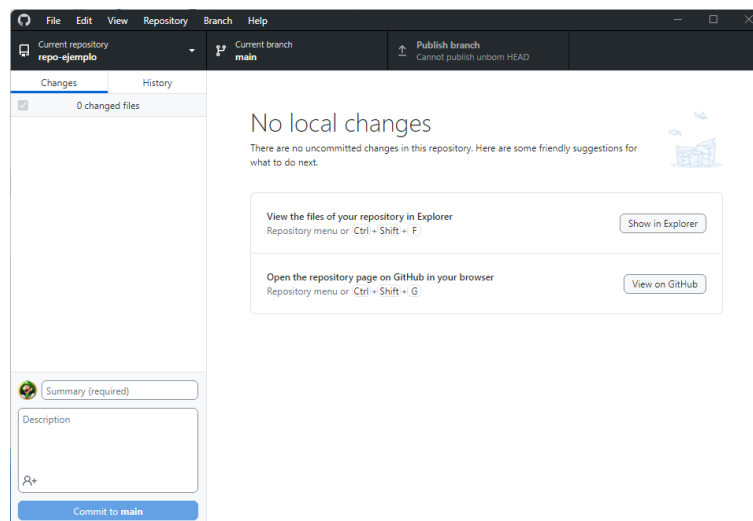 File Edit View Repository Branch Help
Current repository
repo-ejemplo
Current branch
main
Publish branch
Cannot publish unborn HEAD
Changes History
0 changed files
No local changes
There are no uncommitted changes in this repository. Here are some friendly suggestions for
what to do next.
View the files of your repository in Explorer
Repository menu or Ctrl + Shift + F
Show in Explorer
Open the repository page on GitHub in your browser
Repository menu or Ctrl + Shift + G
View on GitHub
Summary (required)
Description
Commit to main